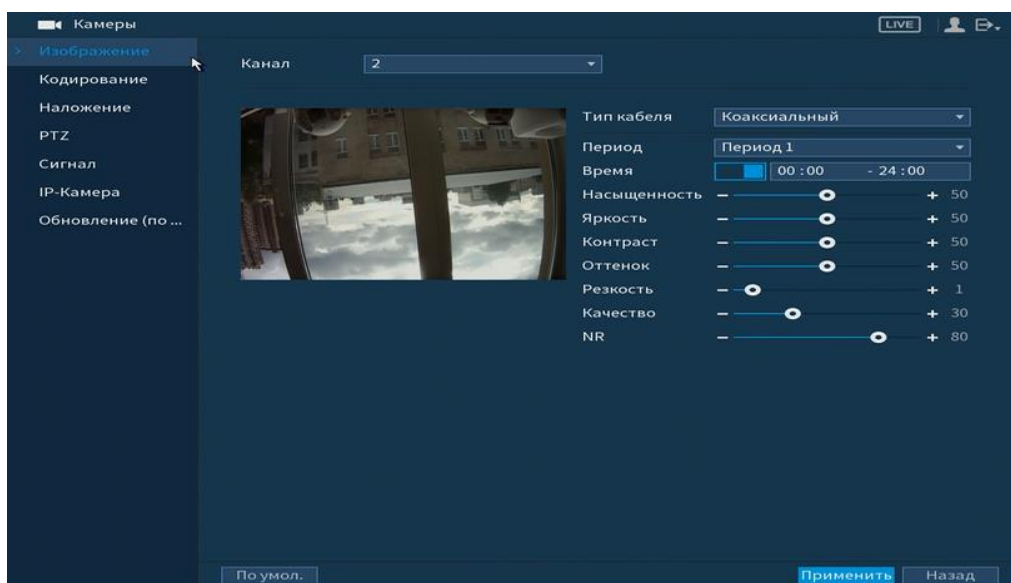 Камеры
LIVE
Изображение
Кодирование
Наложение
PTZ
Сигнал
IP-Камера
Обновление (по ...
Канал 2
Тип кабеля Коаксиальный
Период Период 1
Время 00 :00 - 24 :00
Насыщенность 50
Яркость 50
Контраст 50
Оттенок 50
Резкость 1
Качество 30
NR 80
По умол.
Применить
Назад